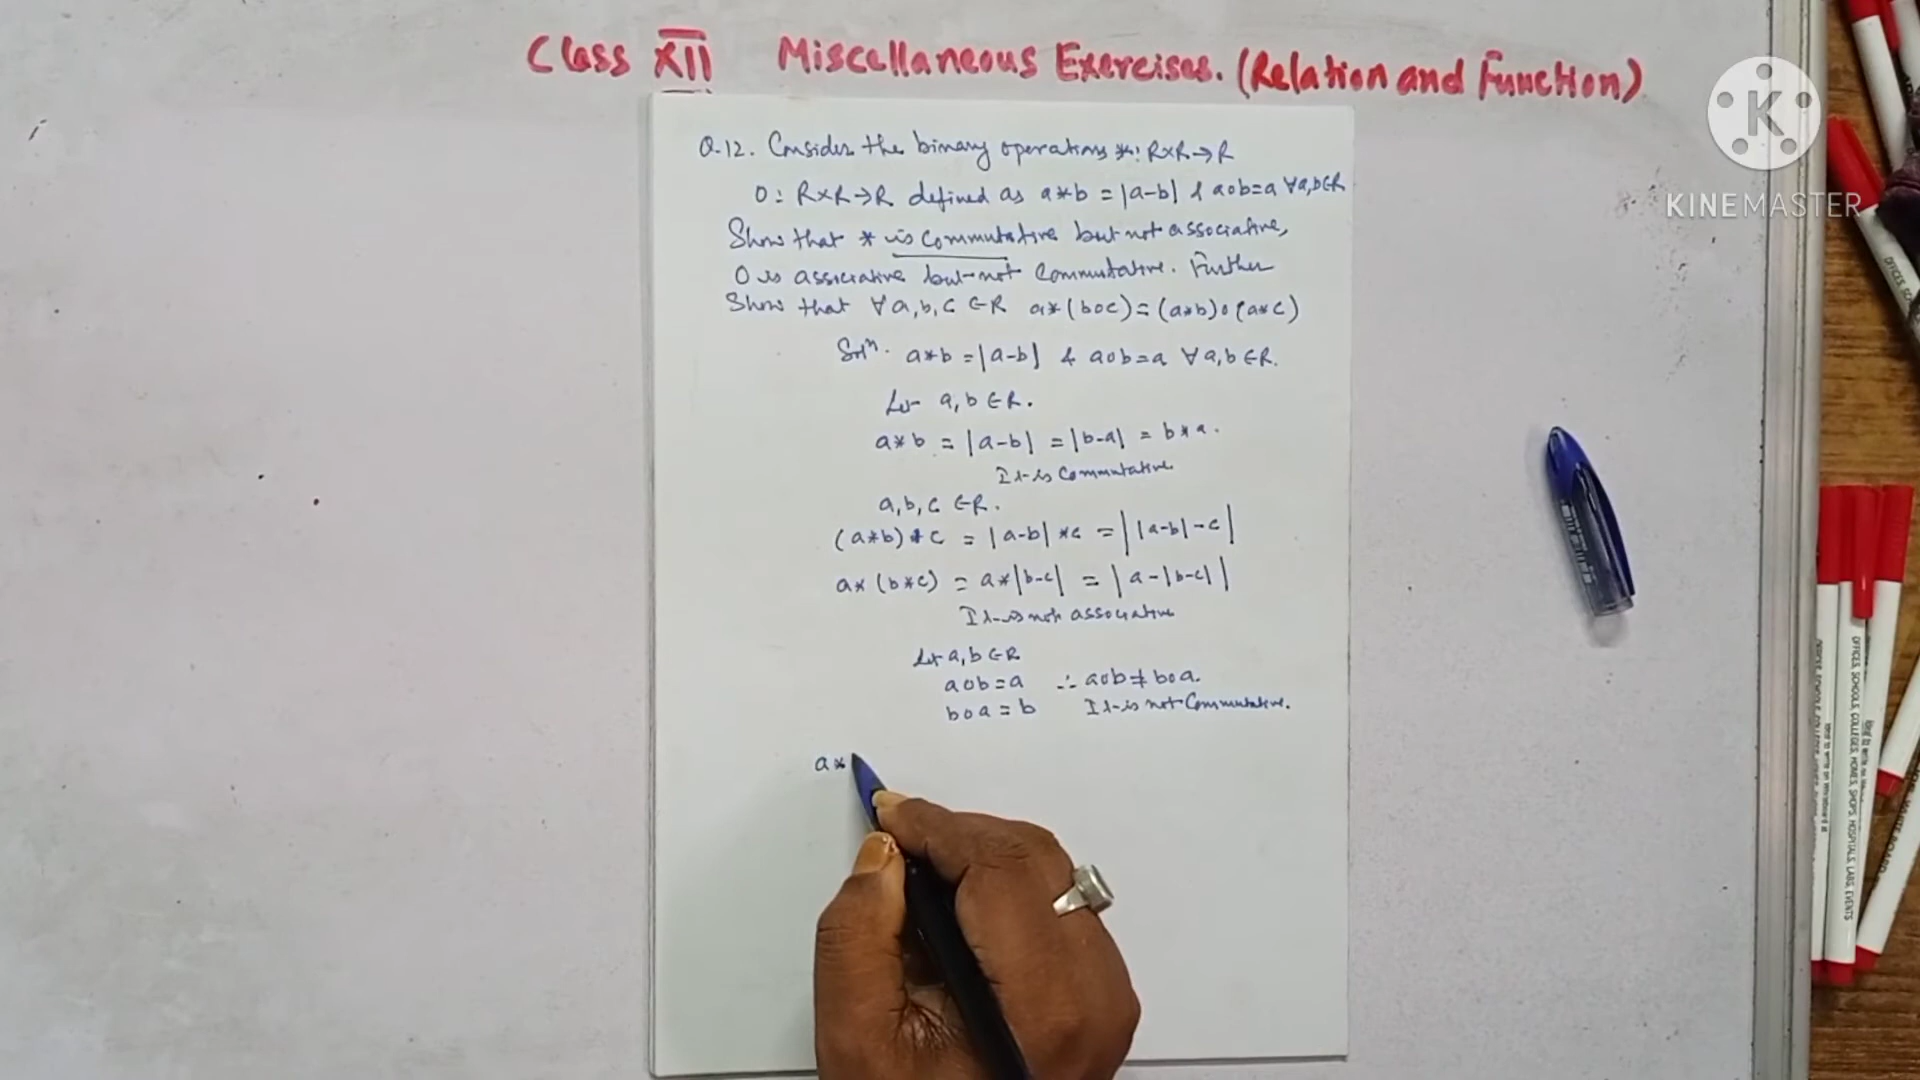 Class XII Miscellaneous Exercises. (Relation and Function)
K
KINEMASTER
Q.12. Consider the binary operations *: R×R→R
o: R×R→R defined as a*b = |a-b| & aob=a ∀a,b∈R
Show that * is commutative but not associative,
o is associative but not commutative. Further
Show that ∀ a,b,c ∈R a*(boc)=(a*b)o(a*c)
Solⁿ. a*b =|a-b| & aob=a ∀ a,b ∈R.
Let a,b ∈R.
a*b = |a-b| = |b-a| = b*a.
It is commutative
a,b,c ∈R.
(a*b)*c = |a-b| *c = ||a-b|-c|
a*(b*c) = a*|b-c| = |a-|b-c||
It is not associative
Let a,b ∈R
aob=a ∴ aob≠boa.
boa = b It is not Commutative.
a*